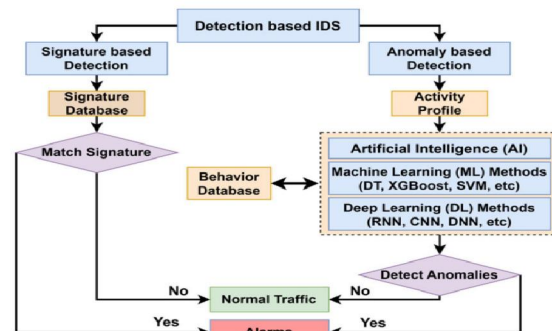 Detection based IDS
Signature based
Detection
Anomaly based
Detection
Signature
Database
Activity
Profile
Match Signature
Artificial Intelligence (AI)
Behavior
Database
Machine Learning (ML) Methods
(DT, XGBoost, SVM, etc)
Deep Learning (DL) Methods
(RNN, CNN, DNN, etc)
Detect Anomalies
No
No
Normal Traffic
Yes
Yes
Alarms